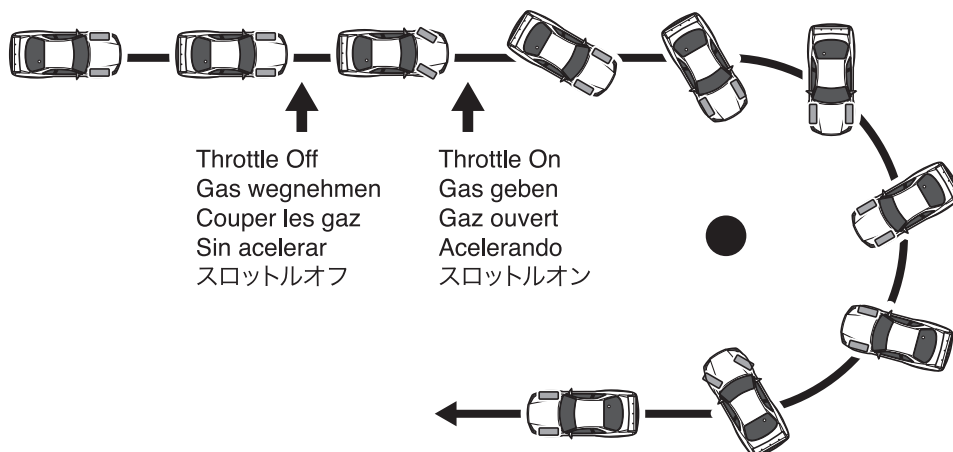 Throttle Off
Gas wegnehmen
Couper les gaz
Sin acelerar
スロットルオフ
Throttle On
Gas geben
Gaz ouvert
Acelerando
スロットルオン